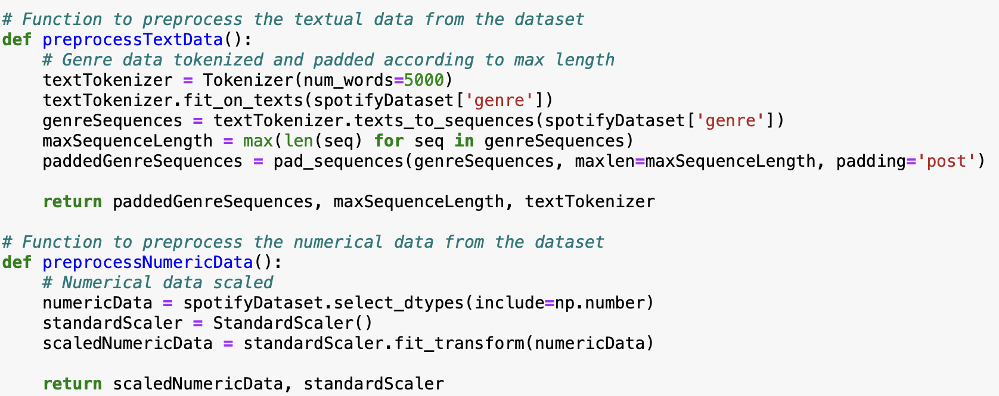 # Function to preprocess the textual data from the dataset
def preprocessTextData():
    # Genre data tokenized and padded according to max length
    textTokenizer = Tokenizer(num_words=5000)
    textTokenizer.fit_on_texts(spotifyDataset['genre'])
    genreSequences = textTokenizer.texts_to_sequences(spotifyDataset['genre'])
    maxSequenceLength = max(len(seq) for seq in genreSequences)
    paddedGenreSequences = pad_sequences(genreSequences, maxlen=maxSequenceLength, padding='post')

    return paddedGenreSequences, maxSequenceLength, textTokenizer

# Function to preprocess the numerical data from the dataset
def preprocessNumericData():
    # Numerical data scaled
    numericData = spotifyDataset.select_dtypes(include=np.number)
    standardScaler = StandardScaler()
    scaledNumericData = standardScaler.fit_transform(numericData)

    return scaledNumericData, standardScaler